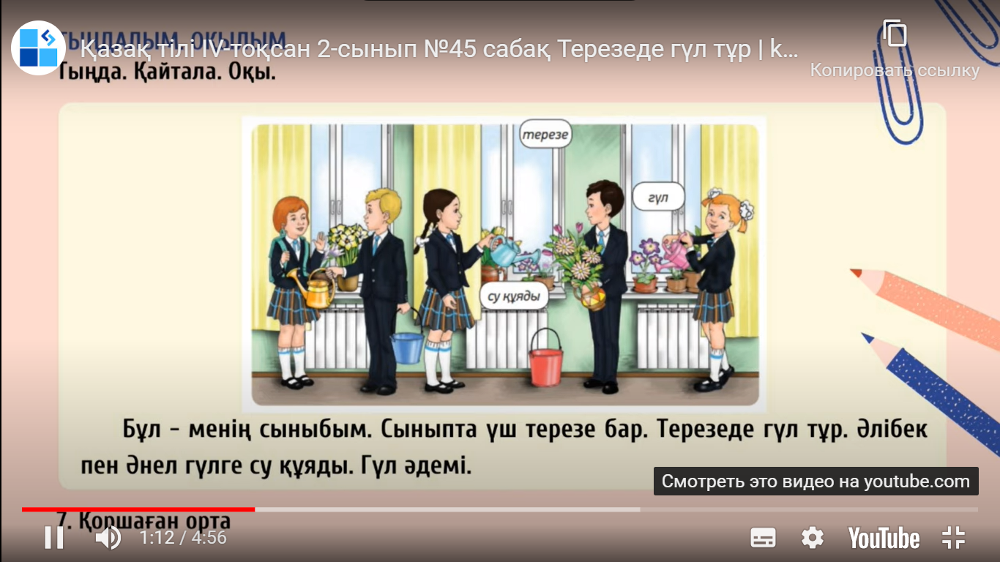 ТЫҢДАЛЫМ. ОҚЫЛЫМ
Қазақ тілі IV-тоқсан 2-сынып №45 сабақ Терезеде гүл тұр | k...
Копировать ссылку
Тыңда. Қайтала. Оқы.
терезе
гүл
су құяды
Бұл - менің сыныбым. Сыныпта үш терезе бар. Терезеде гүл тұр. Әлібек
пен Әнел гүлге су құяды. Гүл әдемі.
Смотреть это видео на youtube.com
7. Қоршаған орта
1:12 / 4:56
YouTube